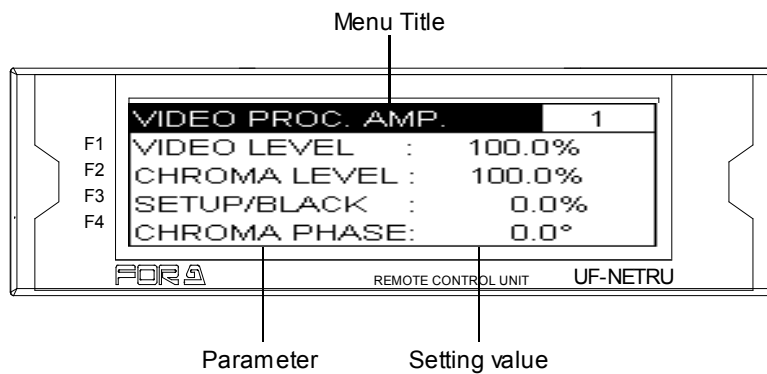 Menu Title
VIDEO PROC. AMP. 1
F1 VIDEO LEVEL : 100.0%
F2 CHROMA LEVEL : 100.0%
F3 SETUP/BLACK : 0.0%
F4 CHROMA PHASE: 0.0°
FOR.A REMOTE CONTROL UNIT UF-NETRU
Parameter Setting value